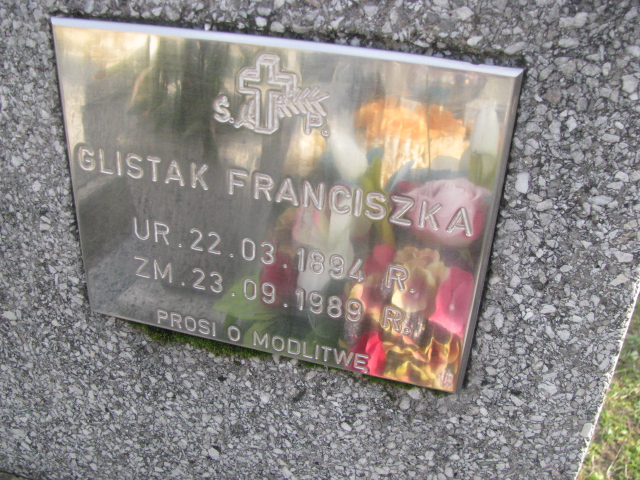 Ś. P.
GLISTAK FRANCISZKA
UR. 22.03.1894 R.
ZM. 23.09.1989 R.
PROSI O MODLITWĘ